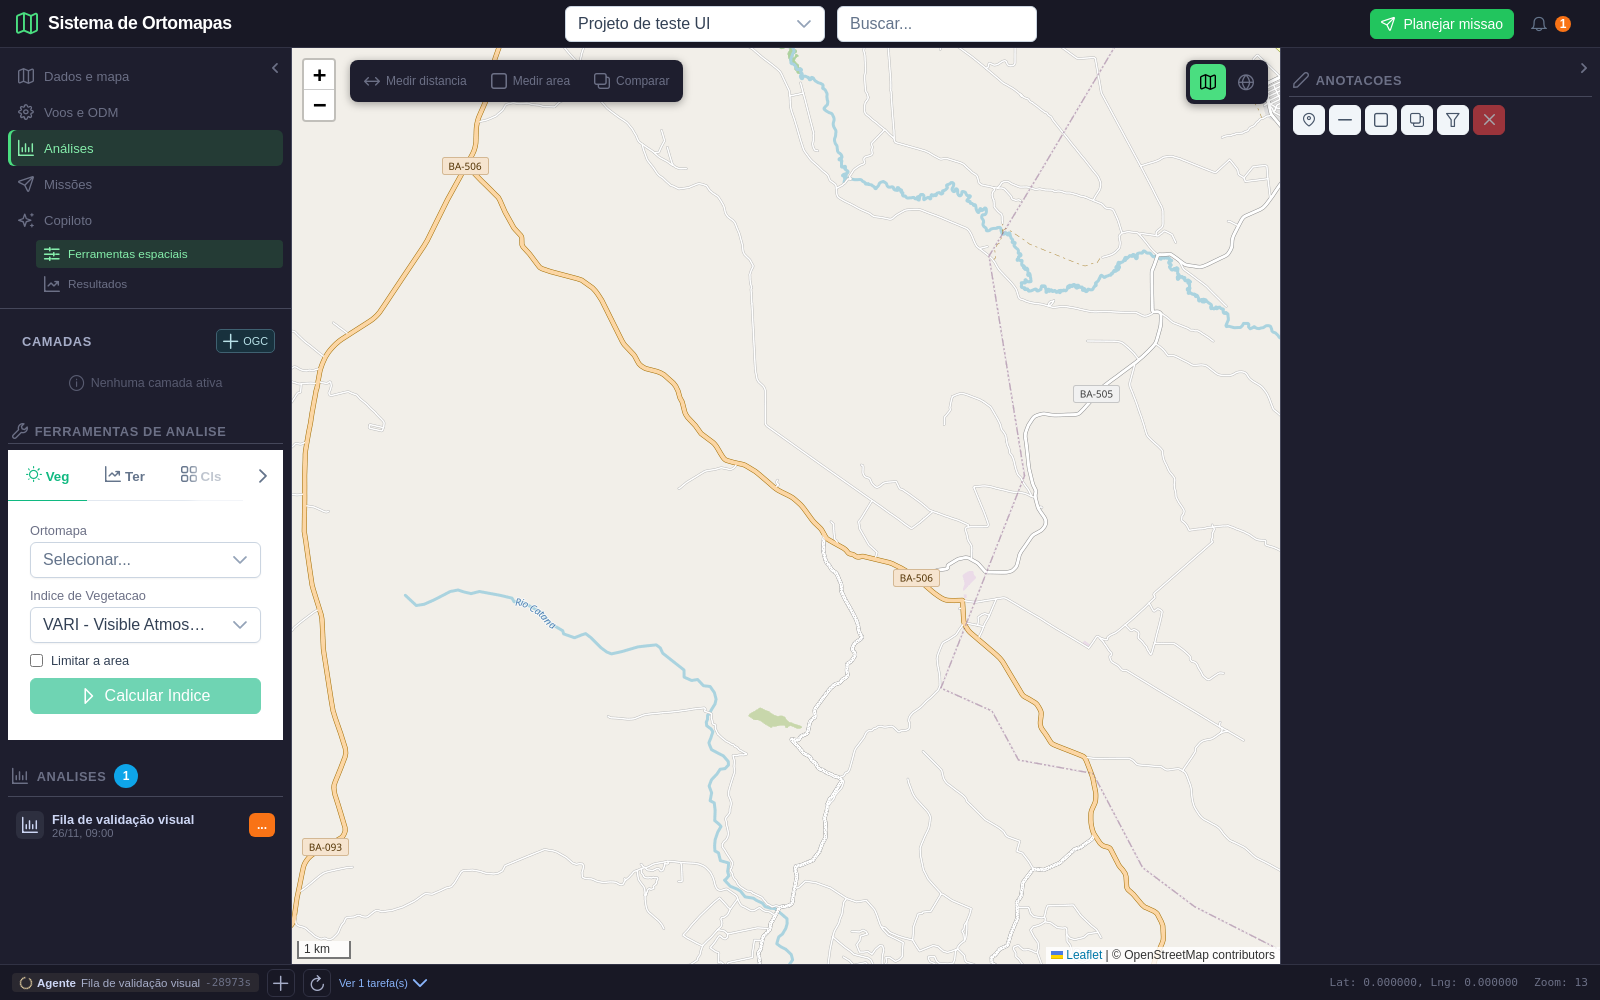 Sistema de Ortomapas
Projeto de teste UI
Buscar...
Planejar missao
1
Dados e mapa
Voos e ODM
Análises
Missões
Copiloto
Ferramentas espaciais
Resultados
CAMADAS
OGC
Nenhuma camada ativa
FERRAMENTAS DE ANALISE
Veg
Ter
Cls
Ortomapa
Selecionar...
Indice de Vegetacao
VARI - Visible Atmos…
Limitar a area
Calcular Indice
ANALISES
1
Fila de validação visual
26/11, 09:00
...
+
−
Medir distancia
Medir area
Comparar
BA-506
BA-505
BA-506
Rio Catana
BA-093
1 km
Leaflet | © OpenStreetMap contributors
ANOTACOES
Agente Fila de validação visual -28973s
Ver 1 tarefa(s)
Lat: 0.000000, Lng: 0.000000
Zoom: 13